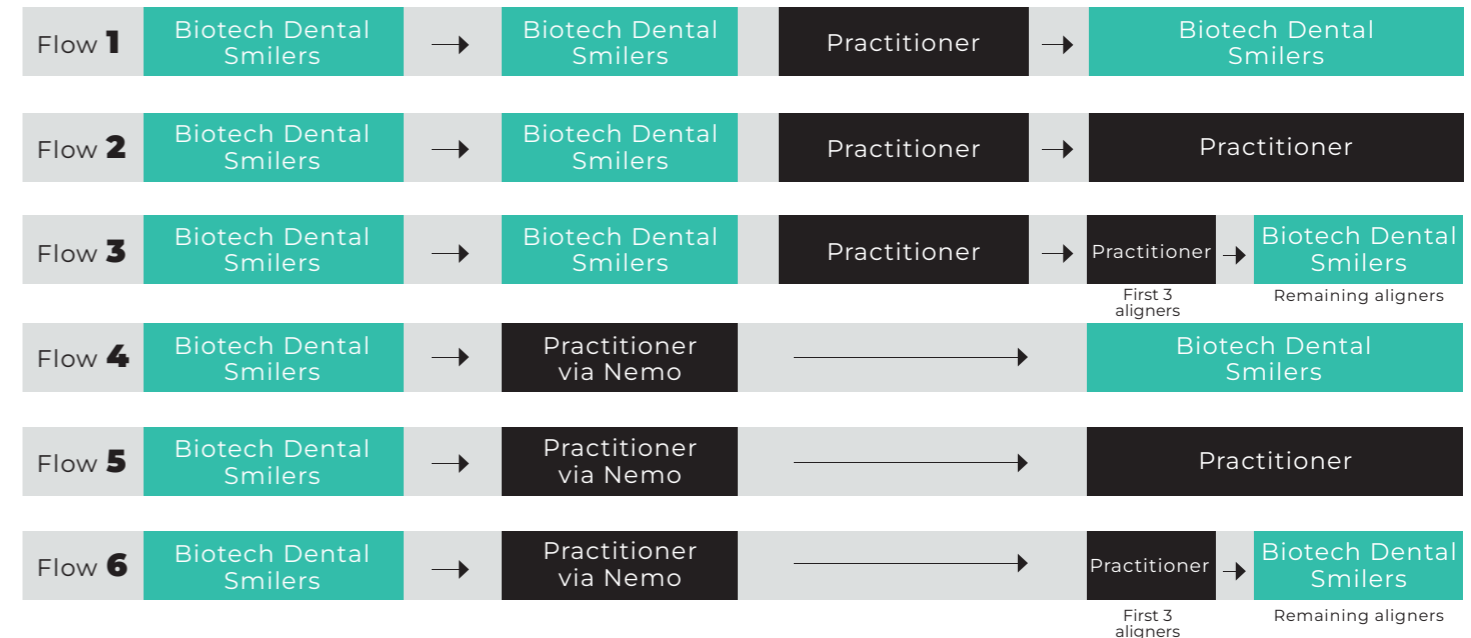 Flow 1
Biotech Dental
Smilers
Biotech Dental
Smilers
Practitioner
Biotech Dental
Smilers
Flow 2
Biotech Dental
Smilers
Biotech Dental
Smilers
Practitioner
Practitioner
Flow 3
Biotech Dental
Smilers
Biotech Dental
Smilers
Practitioner
Practitioner
First 3
aligners
Biotech Dental
Smilers
Remaining aligners
Flow 4
Biotech Dental
Smilers
Practitioner
via Nemo
Biotech Dental
Smilers
Flow 5
Biotech Dental
Smilers
Practitioner
via Nemo
Practitioner
Flow 6
Biotech Dental
Smilers
Practitioner
via Nemo
Practitioner
First 3
aligners
Biotech Dental
Smilers
Remaining aligners